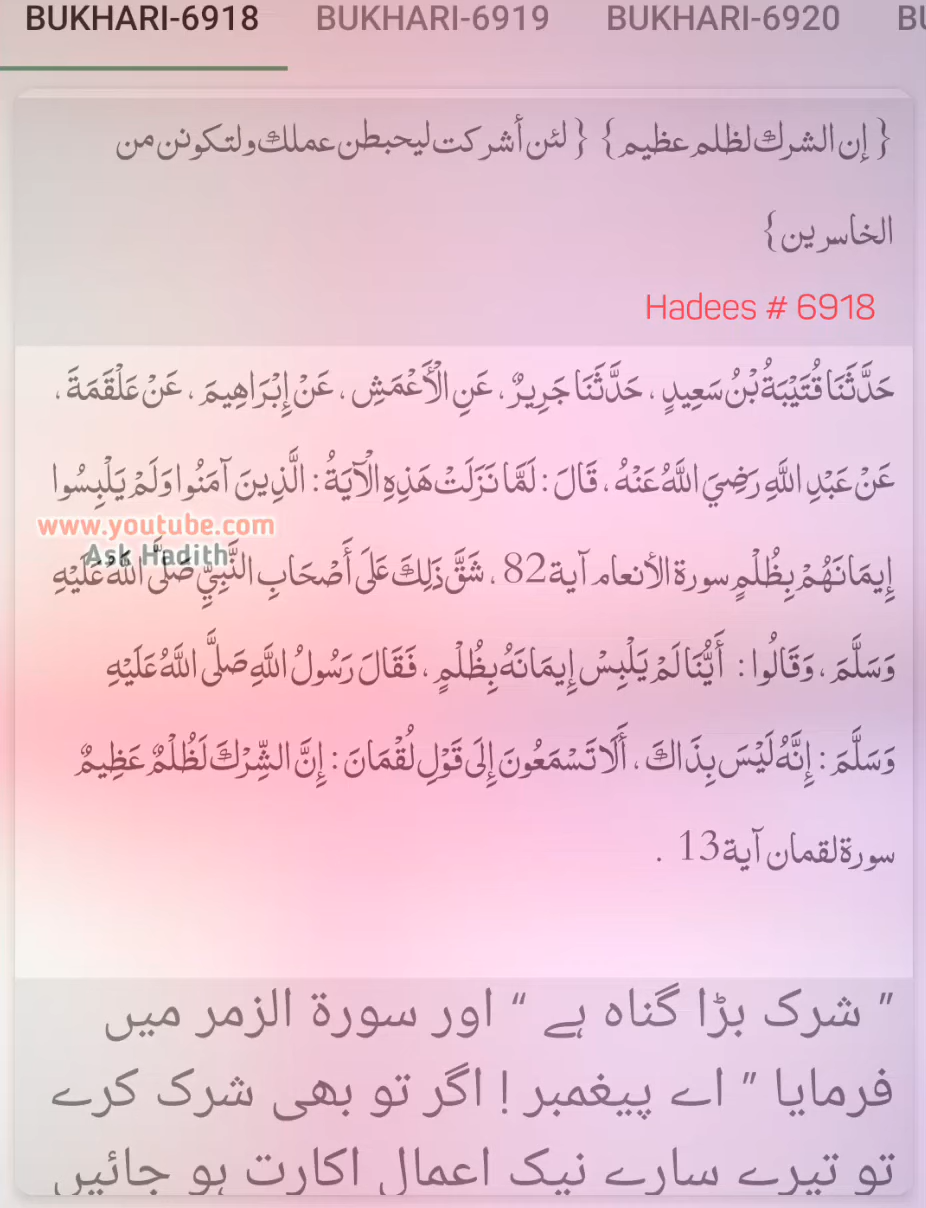 BUKHARI-6918 BUKHARI-6919 BUKHARI-6920
{ إن الشرك لظلم عظيم} { لئن أشركت ليحبطن عملك ولتكونن من
الخاسرين}
Hadees # 6918
حَدَّثَنَا قُتَيْبَةُ بْنُ سَعِيدٍ ، حَدَّثَنَا جَرِيرٌ ، عَنِ الْأَعْمَشِ ، عَنْ إِبْرَاهِيمَ ، عَنْ عَلْقَمَةَ ،
عَنْ عَبْدِ اللَّهِ رَضِيَ اللَّهُ عَنْهُ ، قَالَ : لَمَّا نَزَلَتْ هَذِهِ الْآيَةُ : الَّذِينَ آمَنُوا وَلَمْ يَلْبِسُوا
www.youtube.com
Ask Hadith
إِيمَانَهُمْ بِظُلْمٍ سورة الأنعام آية 82 ، شَقَّ ذَلِكَ عَلَى أَصْحَابِ النَّبِيِّ صَلَّى اللَّهُ عَلَيْهِ
وَسَلَّمَ ، وَقَالُوا : أَيُّنَا لَمْ يَلْبِسْ إِيمَانَهُ بِظُلْمٍ ، فَقَالَ رَسُولُ اللَّهِ صَلَّى اللَّهُ عَلَيْهِ
وَسَلَّمَ : إِنَّهُ لَيْسَ بِذَاكَ ، أَلَا تَسْمَعُونَ إِلَى قَوْلِ لُقْمَانَ : إِنَّ الشِّرْكَ لَظُلْمٌ عَظِيمٌ
سورة لقمان آية 13 .
” شرک بڑا گناہ ہے “ اور سورۃ الزمر میں
فرمایا ” اے پیغمبر ! اگر تو بھی شرک کرے
تو تیرے سارے نیک اعمال اکارت ہو جائیں